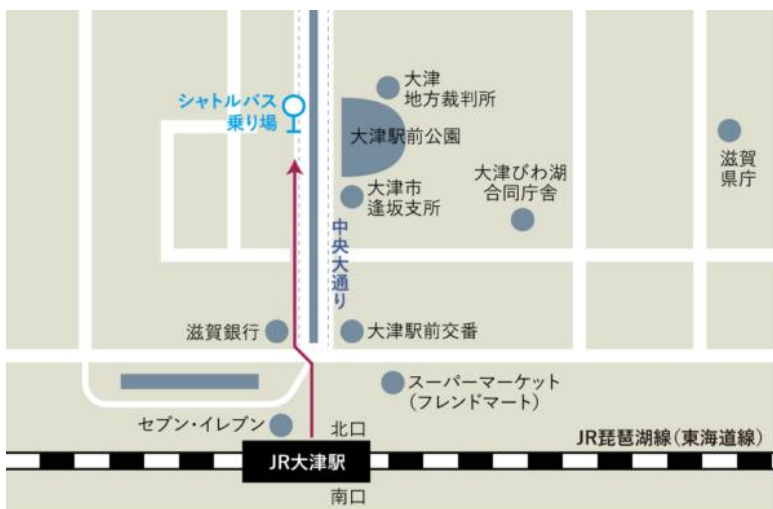 大津
地方裁判所
シャトルバス
乗り場
大津駅前公園
滋賀
県庁
大津びわ湖
合同庁舎
大津市
逢坂支所
中央大通り
滋賀銀行
大津駅前交番
スーパーマーケット
(フレンドマート)
セブン・イレブン
北口
JR琵琶湖線(東海道線)
JR大津駅
南口